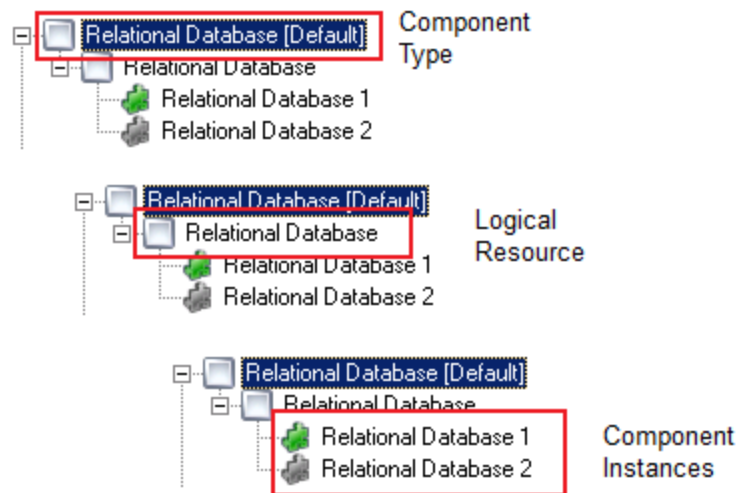 Relational Database [Default]
Component
Type
Relational Database
Relational Database 1
Relational Database 2
Relational Database [Default]
Relational Database
Logical
Resource
Relational Database 1
Relational Database 2
Relational Database [Default]
Relational Database
Relational Database 1
Relational Database 2
Component
Instances